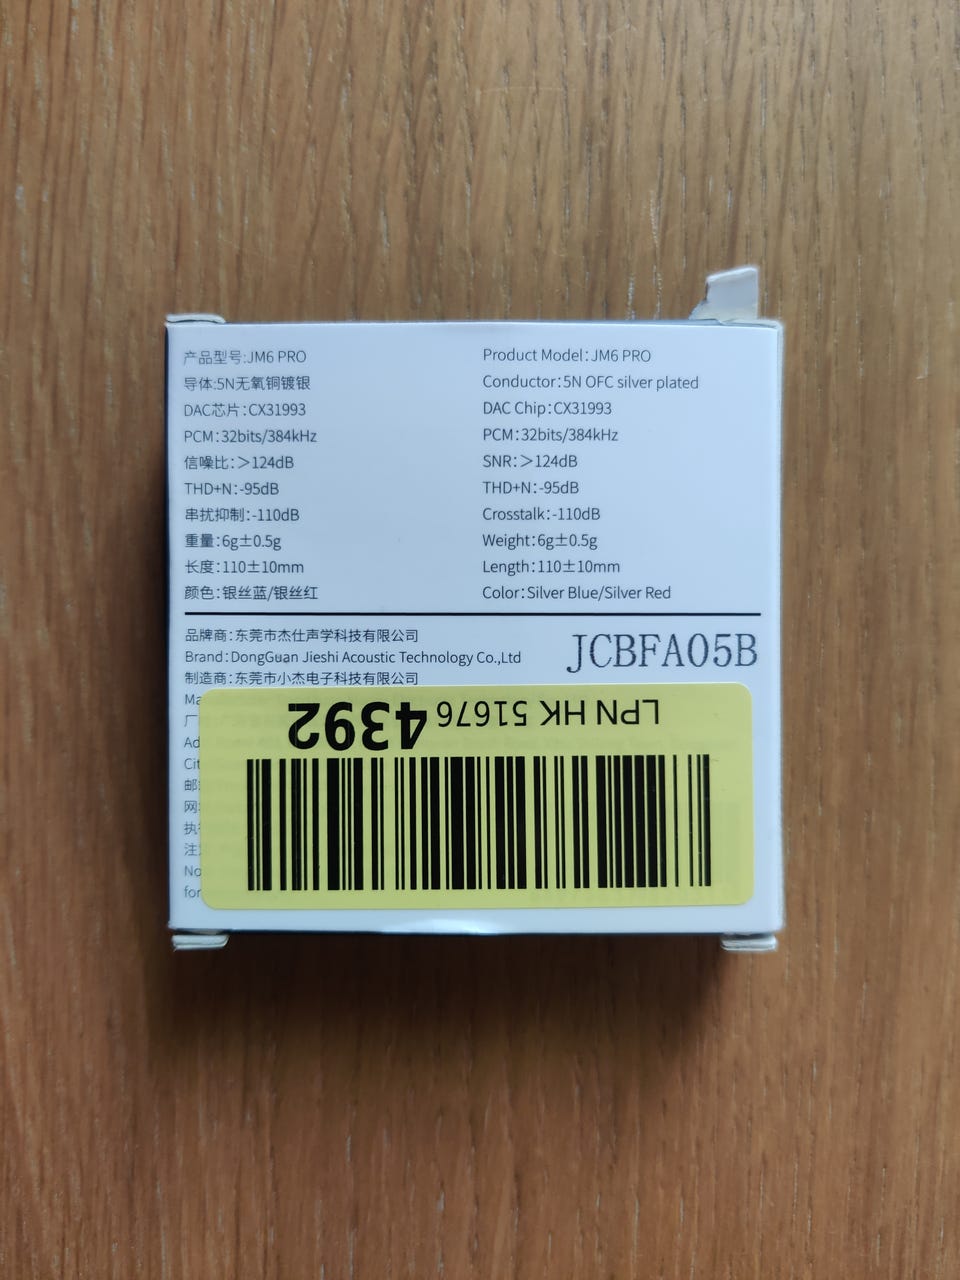 产品型号:JM6 PRO
导体:5N无氧铜镀银
DAC芯片:CX31993
PCM:32bits/384kHz
信噪比:>124dB
THD+N:-95dB
串扰抑制:-110dB
重量:6g±0.5g
长度:110±10mm
颜色:银丝蓝/银丝红
Product Model:JM6 PRO
Conductor:5N OFC silver plated
DAC Chip:CX31993
PCM:32bits/384kHz
SNR:>124dB
THD+N:-95dB
Crosstalk:-110dB
Weight:6g±0.5g
Length:110±10mm
Color:Silver Blue/Silver Red
品牌商:东莞市杰仕声学科技有限公司
Brand:DongGuan Jieshi Acoustic Technology Co.,Ltd
制造商:东莞市小杰电子科技有限公司
JCBFA05B
LPN HK 51676 4392